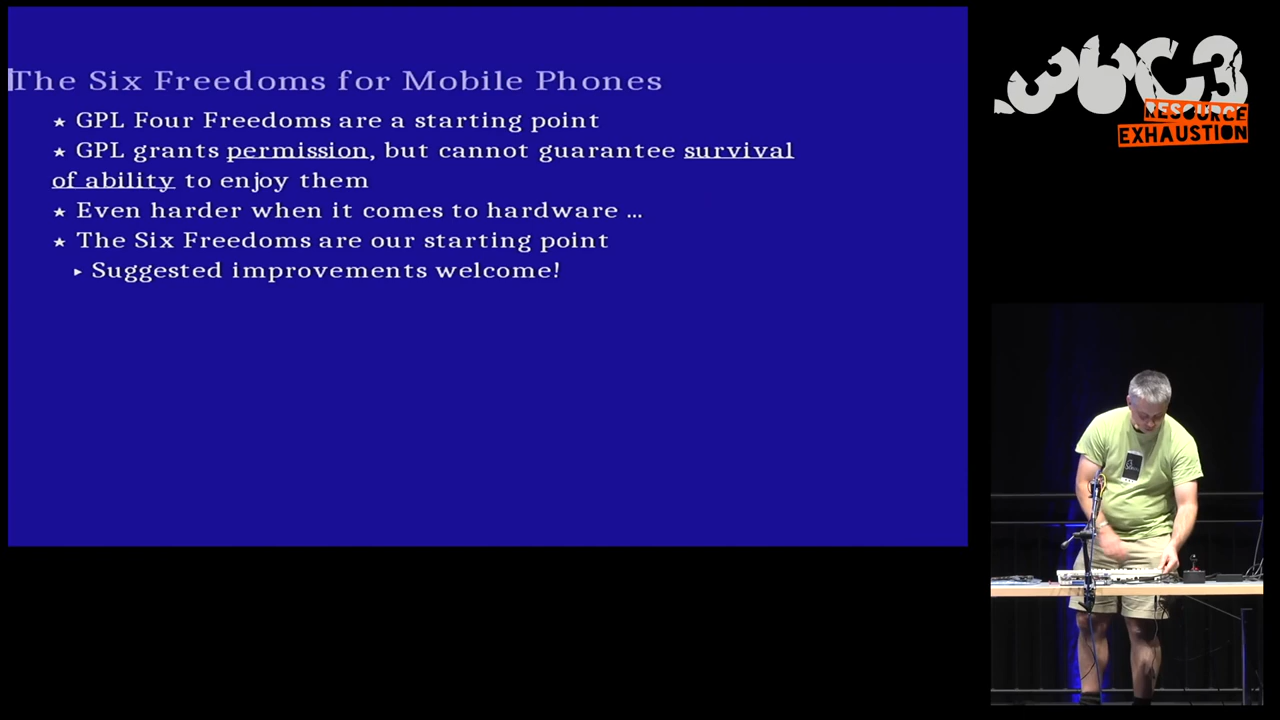 The Six Freedoms for Mobile Phones
★ GPL Four Freedoms are a starting point
★ GPL grants permission, but cannot guarantee survival
of ability to enjoy them
★ Even harder when it comes to hardware ...
★ The Six Freedoms are our starting point
▸ Suggested improvements welcome!
36C3
RESOURCE
EXHAUSTION